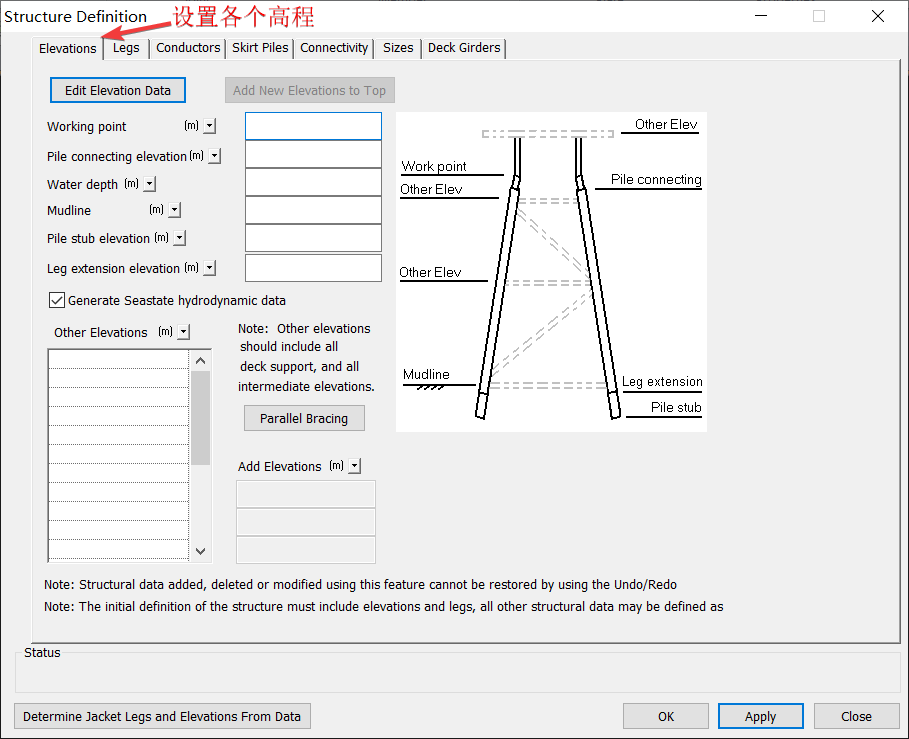 Structure Definition
设置各个高程
Elevations
Legs
Conductors
Skirt Piles
Connectivity
Sizes
Deck Girders
Edit Elevation Data
Add New Elevations to Top
Working point (m)
Pile connecting elevation (m)
Water depth (m)
Mudline (m)
Pile stub elevation (m)
Leg extension elevation (m)
Other Elev
Work point
Other Elev
Pile connecting
Other Elev
Mudline
Leg extension
Pile stub
Generate Seastate hydrodynamic data
Other Elevations (m)
Note: Other elevations
should include all
deck support, and all
intermediate elevations.
Parallel Bracing
Add Elevations (m)
Note: Structural data added, deleted or modified using this feature cannot be restored by using the Undo/Redo
Note: The initial definition of the structure must include elevations and legs, all other structural data may be defined as
Status
Determine Jacket Legs and Elevations From Data
OK
Apply
Close